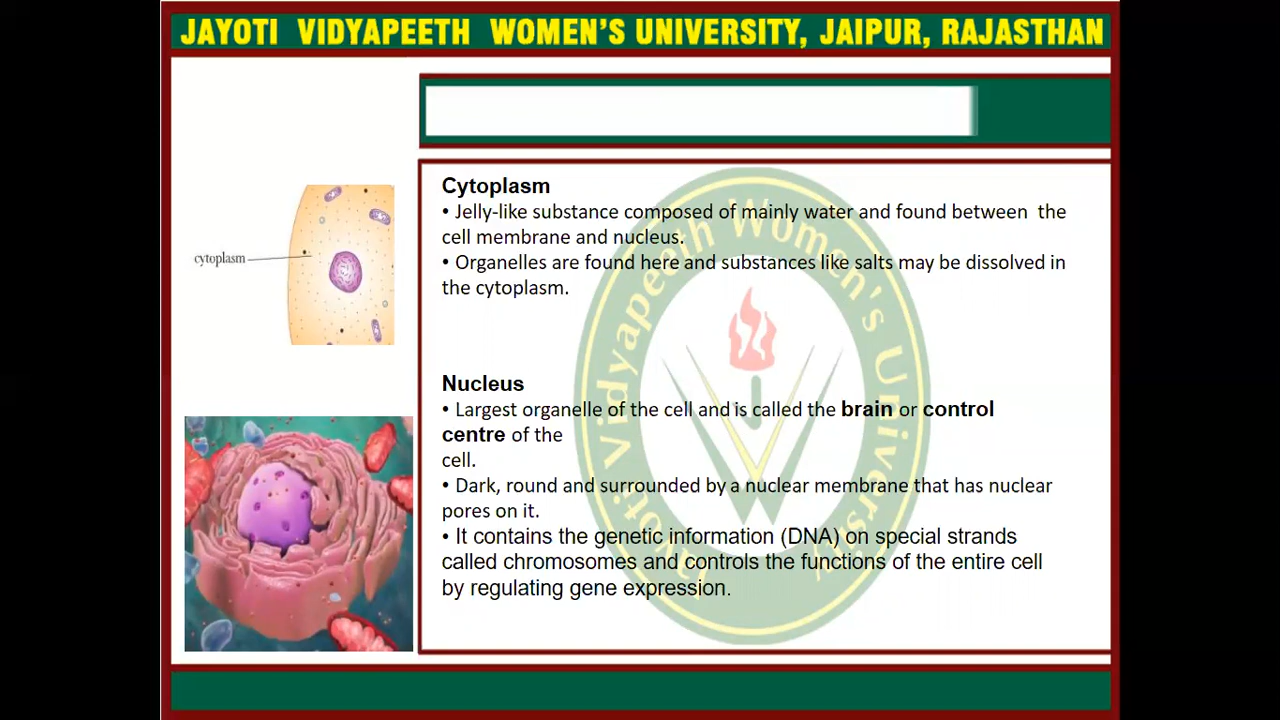 JAYOTI VIDYAPEETH WOMEN'S UNIVERSITY, JAIPUR, RAJASTHAN
cytoplasm
Cytoplasm
• Jelly-like substance composed of mainly water and found between the
cell membrane and nucleus.
• Organelles are found here and substances like salts may be dissolved in
the cytoplasm.
Nucleus
• Largest organelle of the cell and is called the brain or control
centre of the
cell.
• Dark, round and surrounded by a nuclear membrane that has nuclear
pores on it.
• It contains the genetic information (DNA) on special strands
called chromosomes and controls the functions of the entire cell
by regulating gene expression.
Jyoti Vidyapeeth Women's University